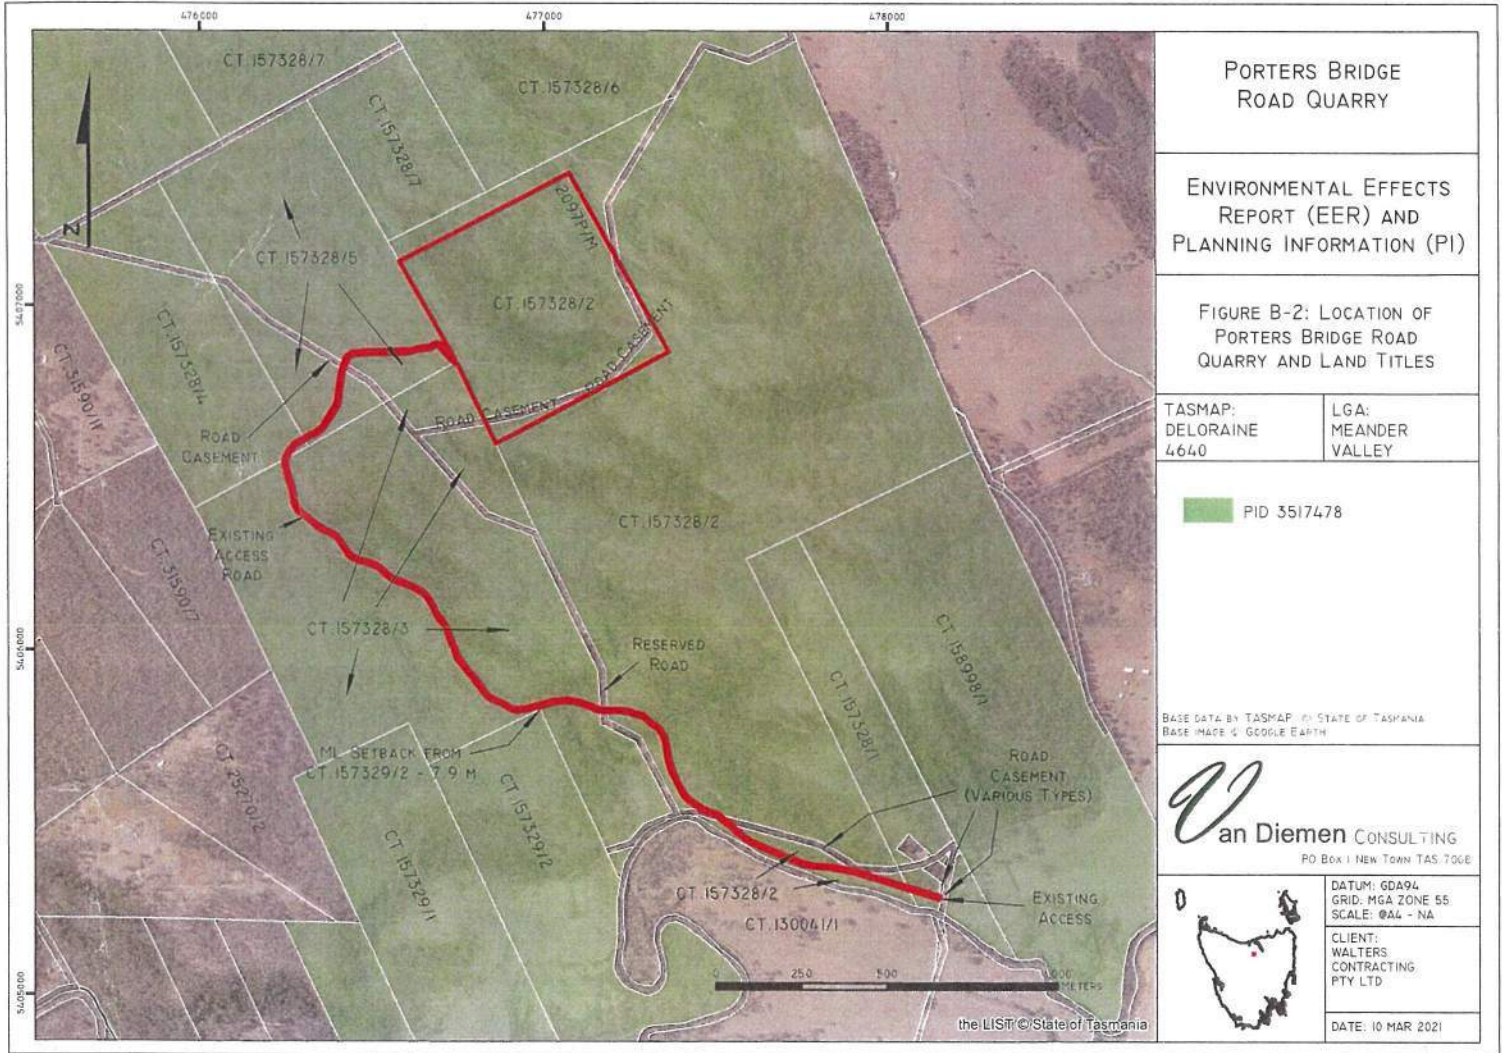 476000
477000
478000
5407000
5406000
5405000
Z
CT.157328/7
CT.157328/6
CT.157328/7
2097P/M
CT.157328/5
CT.157328/2
CT.157328/4
CT.31590/11
ROAD CASEMENT
ROAD CASEMENT
ROAD
CASEMENT
EXISTING
ACCESS
ROAD
CT.157328/2
CT.31590/7
CT.157328/3
RESERVED
ROAD
CT.158998/1
CT.157328/1
ML SETBACK FROM
CT.157329/2 - 7.9 M
CT.25270/2
CT 157329/2
CT 157329/1
ROAD
CASEMENT
(VARIOUS TYPES)
CT.157328/2
CT.130041/1
EXISTING
ACCESS
0 250 500
METERS
the LIST © State of Tasmania
PORTERS BRIDGE
ROAD QUARRY
ENVIRONMENTAL EFFECTS
REPORT (EER) AND
PLANNING INFORMATION (PI)
FIGURE B-2: LOCATION OF
PORTERS BRIDGE ROAD
QUARRY AND LAND TITLES
TASMAP:
DELORAINE
4640
LGA:
MEANDER
VALLEY
PID 3517478
BASE DATA BY TASMAP © STATE OF TASMANIA
BASE IMAGE © GOOGLE EARTH
Van Diemen CONSULTING
PO BOX 1 NEW TOWN TAS 7008
DATUM: GDA94
GRID: MGA ZONE 55
SCALE: @A4 - NA
CLIENT:
WALTERS
CONTRACTING
PTY LTD
DATE: 10 MAR 2021